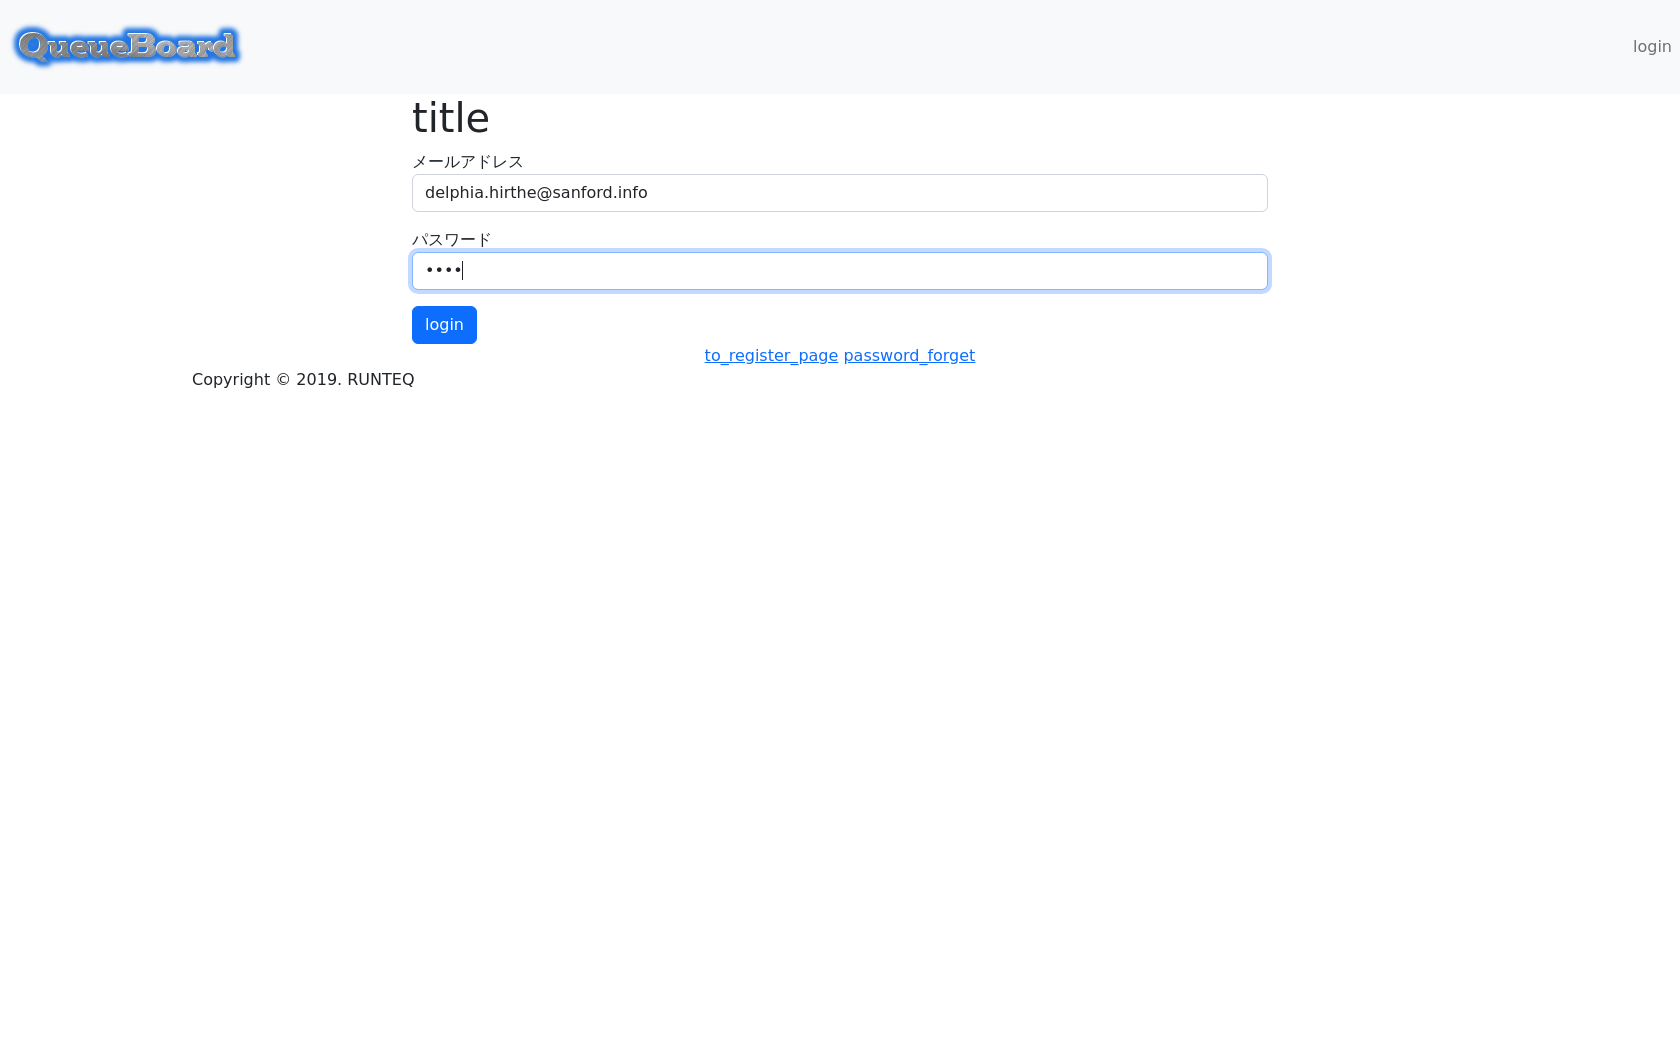 QueueBoard
login
title
メールアドレス
delphia.hirthe@sanford.info
パスワード
••••
login
to_register_page password_forget
Copyright © 2019. RUNTEQ